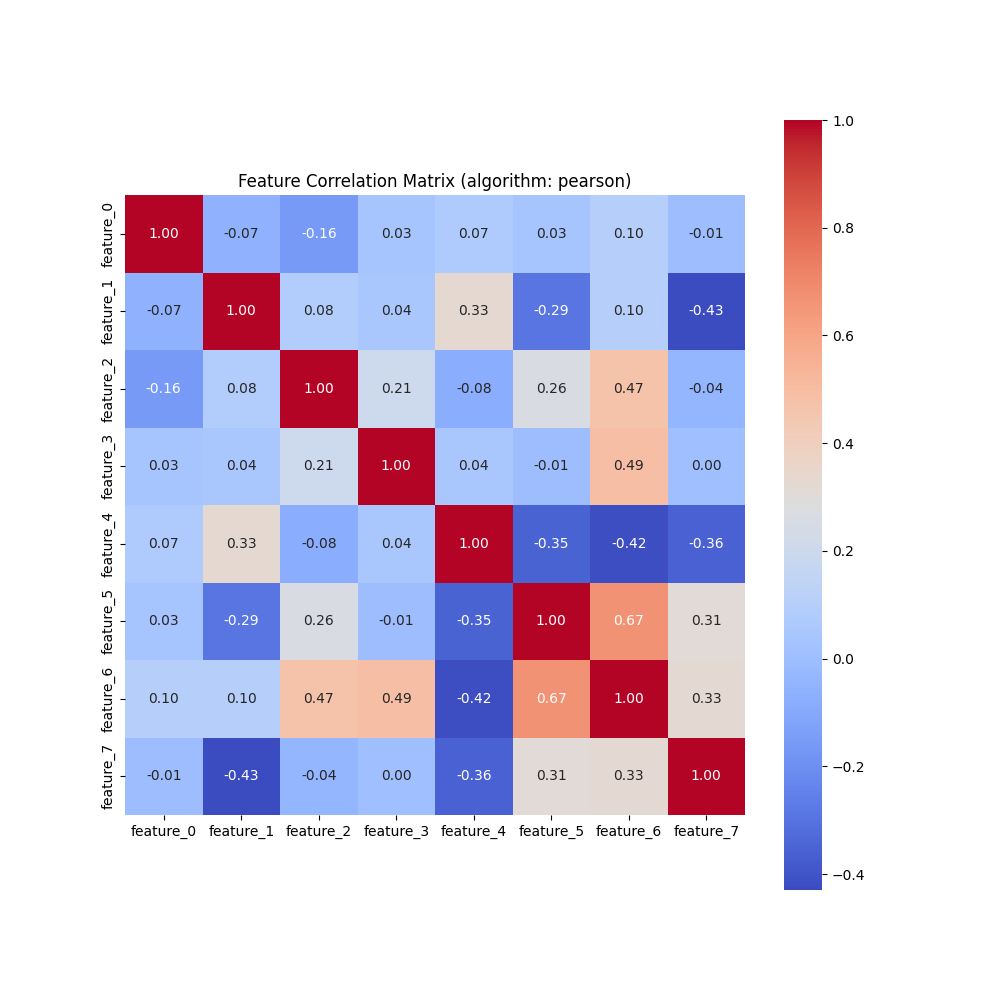 Feature Correlation Matrix (algorithm: pearson)
feature_0 1.00 -0.07 -0.16 0.03 0.07 0.03 0.10 -0.01
feature_1 -0.07 1.00 0.08 0.04 0.33 -0.29 0.10 -0.43
feature_2 -0.16 0.08 1.00 0.21 -0.08 0.26 0.47 -0.04
feature_3 0.03 0.04 0.21 1.00 0.04 -0.01 0.49 0.00
feature_4 0.07 0.33 -0.08 0.04 1.00 -0.35 -0.42 -0.36
feature_5 0.03 -0.29 0.26 -0.01 -0.35 1.00 0.67 0.31
feature_6 0.10 0.10 0.47 0.49 -0.42 0.67 1.00 0.33
feature_7 -0.01 -0.43 -0.04 0.00 -0.36 0.31 0.33 1.00
feature_0 feature_1 feature_2 feature_3 feature_4 feature_5 feature_6 feature_7
1.0
0.8
0.6
0.4
0.2
0.0
−0.2
−0.4